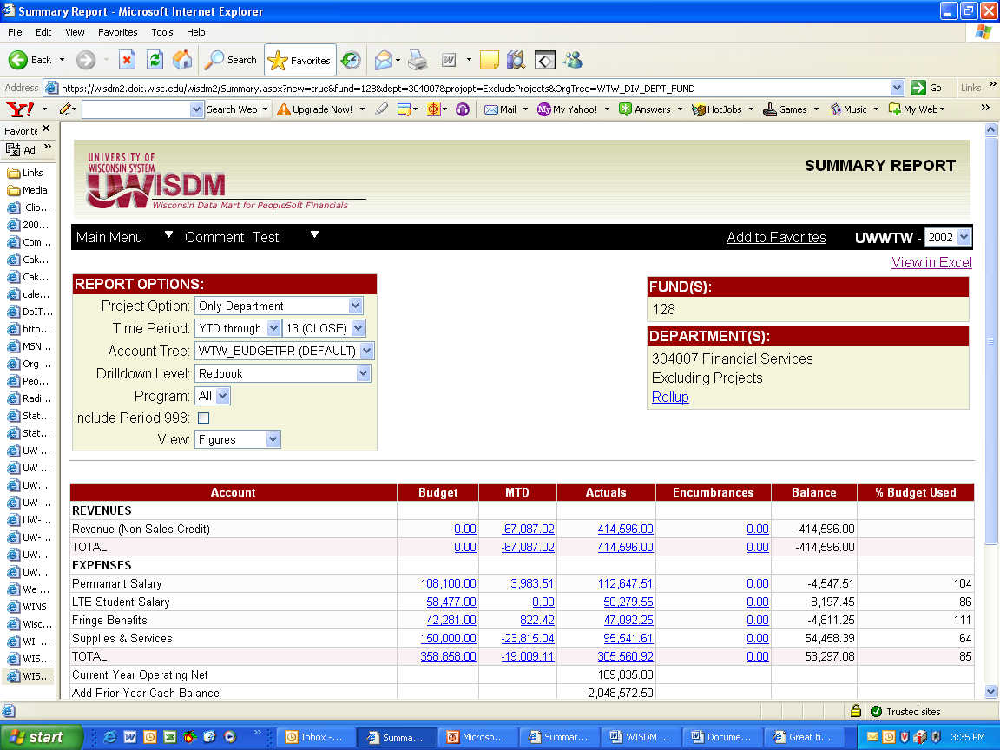 Summary Report - Microsoft Internet Explorer
File Edit View Favorites Tools Help
Back Search Favorites
Address https://wisdm2.doit.wisc.edu/wisdm2/Summary.aspx?new=true&fund=128&dept=304007&projopt=ExcludeProjects&OrgTree=WTW_DIV_DEPT_FUND Go Links »
Y! Search Web Upgrade Now! Mail My Yahoo! Answers HotJobs Games Music My Web »
Favorite
Ad »
Links
Media
Clip...
200...
Com...
Cak...
Cak...
cale...
DoIT...
http...
MSN...
Org ...
Peo...
Radi...
Stat...
Stat...
UW ...
UW ...
UW...
UW-...
UW-...
UW-...
UW...
UW...
We ...
WINS
Wisc...
WI ...
WIS...
WIS...
UNIVERSITY OF
WISCONSIN SYSTEM
UWISDM
Wisconsin Data Mart for PeopleSoft Financials
SUMMARY REPORT
Main Menu Comment Test Add to Favorites UWWTW - 2002
View in Excel
REPORT OPTIONS:
Project Option: Only Department
Time Period: YTD through 13 (CLOSE)
Account Tree: WTW_BUDGETPR (DEFAULT)
Drilldown Level: Redbook
Program: All
Include Period 998:
View: Figures
FUND(S):
128
DEPARTMENT(S):
304007 Financial Services
Excluding Projects
Rollup
Account Budget MTD Actuals Encumbrances Balance % Budget Used
REVENUES
Revenue (Non Sales Credit) 0.00 -67,087.02 414,596.00 0.00 -414,596.00
TOTAL 0.00 -67,087.02 414,596.00 0.00 -414,596.00
EXPENSES
Permanant Salary 108,100.00 3,983.51 112,647.51 0.00 -4,547.51 104
LTE Student Salary 58,477.00 0.00 50,279.55 0.00 8,197.45 86
Fringe Benefits 42,281.00 822.42 47,092.25 0.00 -4,811.25 111
Supplies & Services 150,000.00 -23,815.04 95,541.61 0.00 54,458.39 64
TOTAL 358,858.00 -19,009.11 305,560.92 0.00 53,297.08 85
Current Year Operating Net 109,035.08
Add Prior Year Cash Balance -2,048,572.50
Trusted sites
start » Inbox -... Summa... Microso... Summar... WISDM ... Docume... Great ti... 3:35 PM